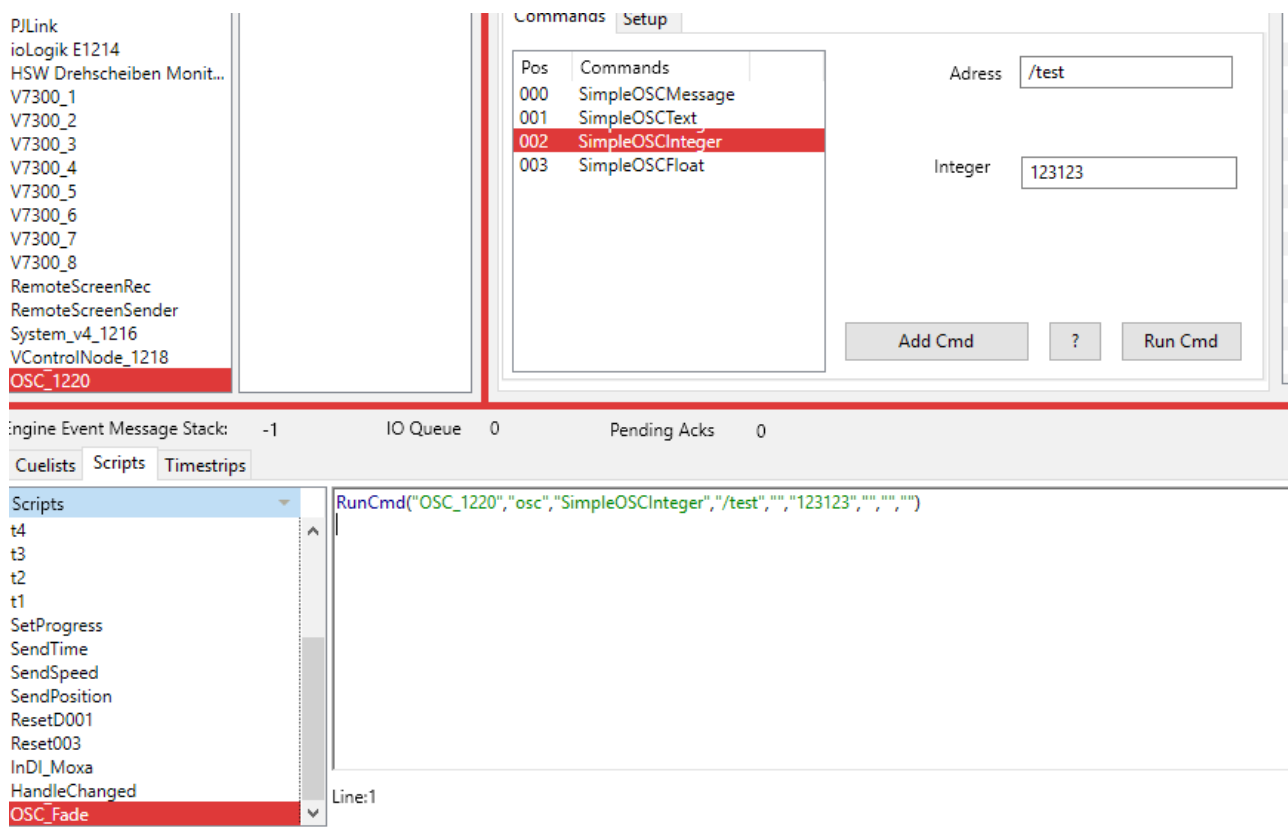 PJLink
ioLogik E1214
HSW Drehscheiben Monit...
V7300_1
V7300_2
V7300_3
V7300_4
V7300_5
V7300_6
V7300_7
V7300_8
RemoteScreenRec
RemoteScreenSender
System_v4_1216
VControlNode_1218
OSC_1220
Commands Setup
Pos Commands
000 SimpleOSCMessage
001 SimpleOSCText
002 SimpleOSCInteger
003 SimpleOSCFloat
Adress /test
Integer 123123
Add Cmd ? Run Cmd
Engine Event Message Stack: -1 IO Queue 0 Pending Acks 0
Cuelists Scripts Timestrips
Scripts
t4
t3
t2
t1
SetProgress
SendTime
SendSpeed
SendPosition
ResetD001
Reset003
InDI_Moxa
HandleChanged
OSC_Fade
RunCmd("OSC_1220","osc","SimpleOSCInteger","/test","","123123","","","")
Line:1